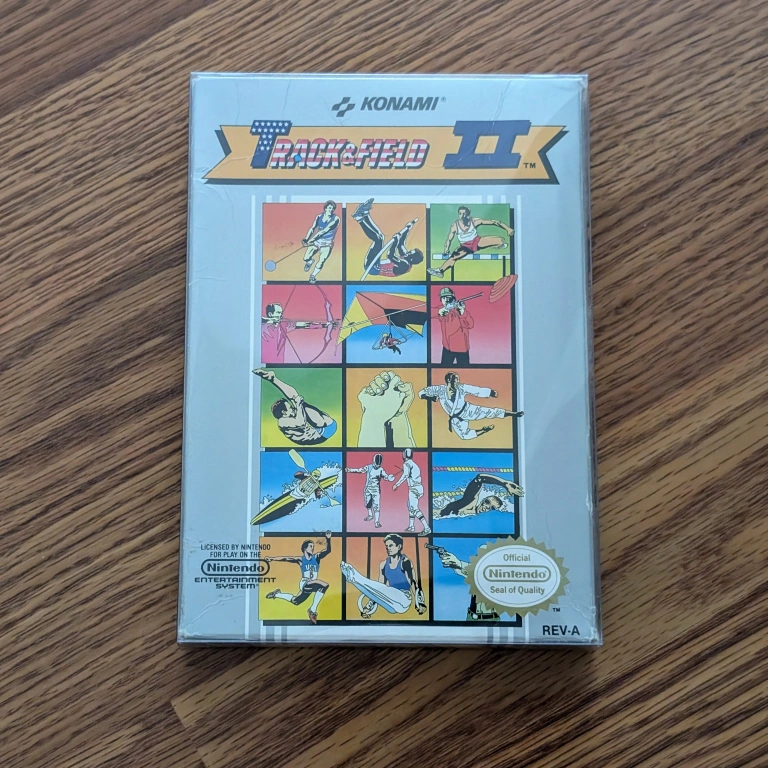 KONAMI®
TRACK & FIELD II™
LICENSED BY NINTENDO
FOR PLAY ON THE
Nintendo®
ENTERTAINMENT
SYSTEM®
Official
Nintendo®
Seal of Quality
™
REV-A